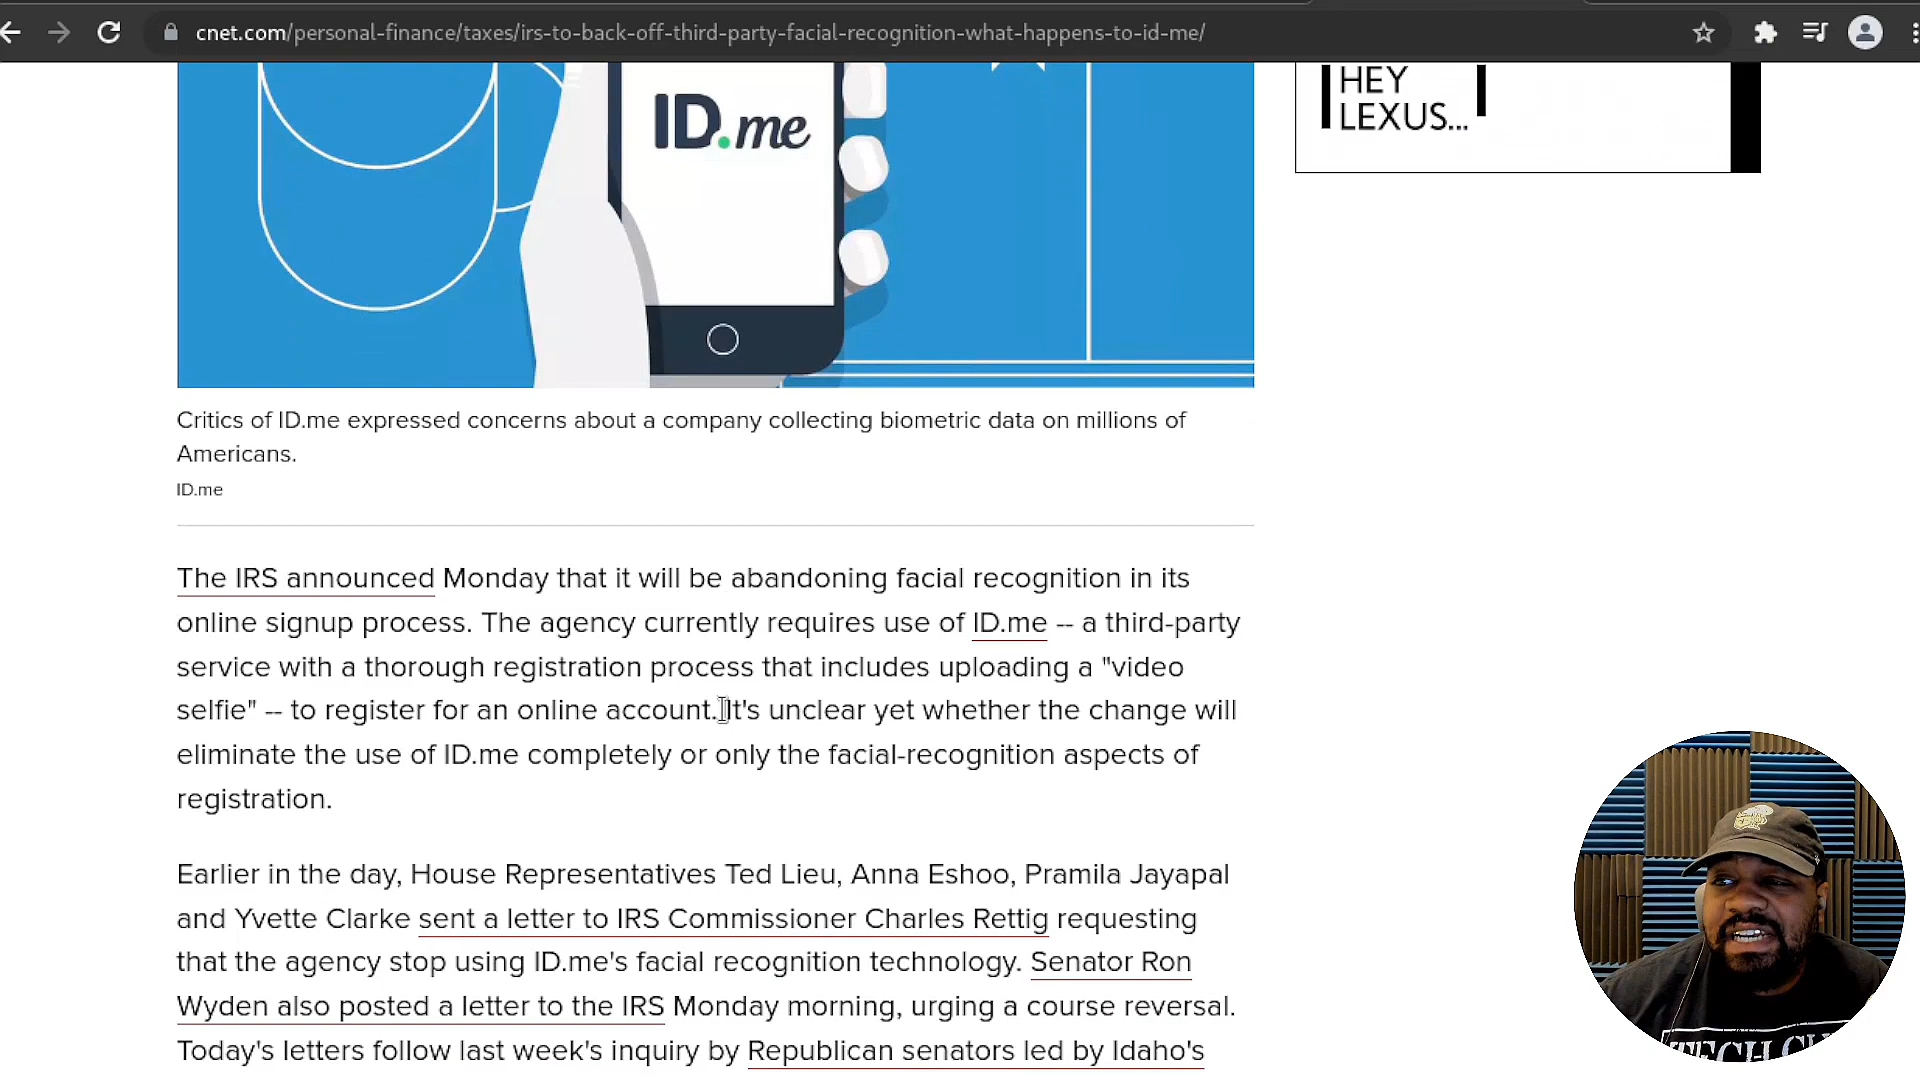 cnet.com/personal-finance/taxes/irs-to-back-off-third-party-facial-recognition-what-happens-to-id-me/
ID.me
HEY
LEXUS...
Critics of ID.me expressed concerns about a company collecting biometric data on millions of
Americans.
ID.me
The IRS announced Monday that it will be abandoning facial recognition in its
online signup process. The agency currently requires use of ID.me -- a third-party
service with a thorough registration process that includes uploading a "video
selfie" -- to register for an online account. It's unclear yet whether the change will
eliminate the use of ID.me completely or only the facial-recognition aspects of
registration.
Earlier in the day, House Representatives Ted Lieu, Anna Eshoo, Pramila Jayapal
and Yvette Clarke sent a letter to IRS Commissioner Charles Rettig requesting
that the agency stop using ID.me's facial recognition technology. Senator Ron
Wyden also posted a letter to the IRS Monday morning, urging a course reversal.
Today's letters follow last week's inquiry by Republican senators led by Idaho's